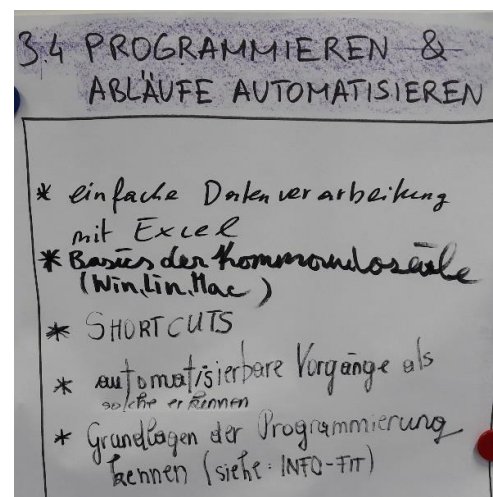 3.4 PROGRAMMIEREN &
ABLÄUFE AUTOMATISIEREN
* einfache Datenverarbeitung
mit Excel
* Basics der Kommandozeile
(Win, Lin, Mac)
* SHORTCUTS
* automatisierbare Vorgänge als
solche erkennen
* Grundlagen der Programmierung
kennen (siehe: INFO-FIT)